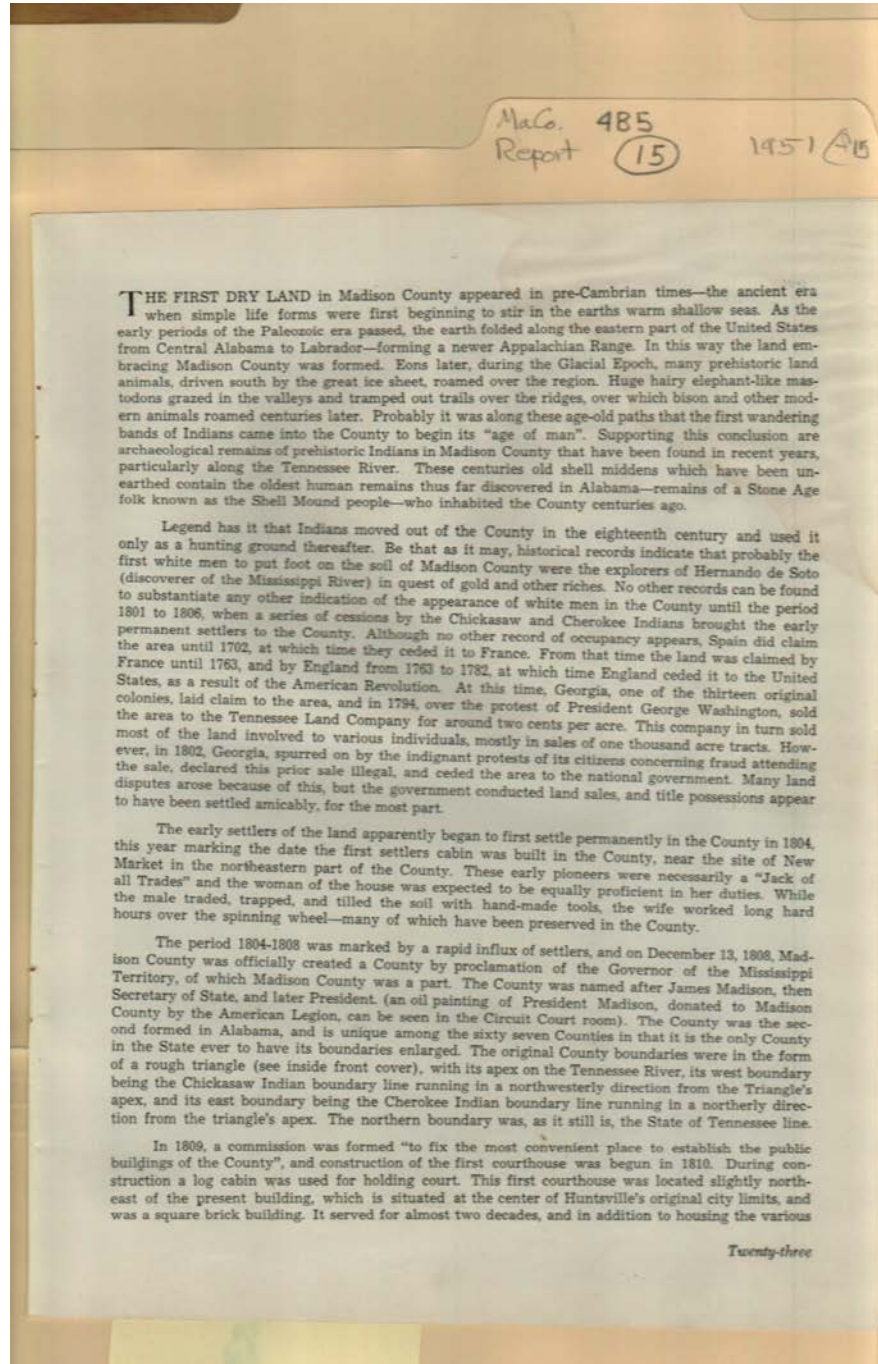 MaCo. 485
Report (15)
1951
15
THE FIRST DRY LAND in Madison County appeared in pre-Cambrian times—the ancient era
when simple life forms were first beginning to stir in the earths warm shallow seas. As the
early periods of the Paleozoic era passed, the earth folded along the eastern part of the United States
from Central Alabama to Labrador—forming a newer Appalachian Range. In this way the land em-
bracing Madison County was formed. Eons later, during the Glacial Epoch, many prehistoric land
animals, driven south by the great ice sheet, roamed over the region. Huge hairy elephant-like mas-
todons grazed in the valleys and tramped out trails over the ridges, over which bison and other mod-
ern animals roamed centuries later. Probably it was along these age-old paths that the first wandering
bands of Indians came into the County to begin its "age of man". Supporting this conclusion are
archaeological remains of prehistoric Indians in Madison County that have been found in recent years,
particularly along the Tennessee River. These centuries old shell middens which have been un-
earthed contain the oldest human remains thus far discovered in Alabama—remains of a Stone Age
folk known as the Shell Mound people—who inhabited the County centuries ago.
Legend has it that Indians moved out of the County in the eighteenth century and used it
only as a hunting ground thereafter. Be that as it may, historical records indicate that probably the
first white men to put foot on the soil of Madison County were the explorers of Hernando de Soto
(discoverer of the Mississippi River) in quest of gold and other riches. No other records can be found
to substantiate any other indication of the appearance of white men in the County until the period
1801 to 1806, when a series of cessions by the Chickasaw and Cherokee Indians brought the early
permanent settlers to the County. Although no other record of occupancy appears, Spain did claim
the area until 1702, at which time they ceded it to France. From that time the land was claimed by
France until 1763, and by England from 1763 to 1782, at which time England ceded it to the United
States, as a result of the American Revolution. At this time, Georgia, one of the thirteen original
colonies, laid claim to the area, and in 1794, over the protest of President George Washington, sold
the area to the Tennessee Land Company for around two cents per acre. This company in turn sold
most of the land involved to various individuals, mostly in sales of one thousand acre tracts. How-
ever, in 1802, Georgia, spurred on by the indignant protests of its citizens concerning fraud attending
the sale, declared this prior sale illegal, and ceded the area to the national government. Many land
disputes arose because of this, but the government conducted land sales, and title possessions appear
to have been settled amicably, for the most part.
The early settlers of the land apparently began to first settle permanently in the County in 1804,
this year marking the date the first settlers cabin was built in the County, near the site of New
Market in the northeastern part of the County. These early pioneers were necessarily a "Jack of
all Trades" and the woman of the house was expected to be equally proficient in her duties. While
the male traded, trapped, and tilled the soil with hand-made tools, the wife worked long hard
hours over the spinning wheel—many of which have been preserved in the County.
The period 1804-1808 was marked by a rapid influx of settlers, and on December 13, 1808, Mad-
ison County was officially created a County by proclamation of the Governor of the Mississippi
Territory, of which Madison County was a part. The County was named after James Madison, then
Secretary of State, and later President. (an oil painting of President Madison, donated to Madison
County by the American Legion, can be seen in the Circuit Court room). The County was the sec-
ond formed in Alabama, and is unique among the sixty seven Counties in that it is the only County
in the State ever to have its boundaries enlarged. The original County boundaries were in the form
of a rough triangle (see inside front cover), with its apex on the Tennessee River, its west boundary
being the Chickasaw Indian boundary line running in a northwesterly direction from the Triangle's
apex, and its east boundary being the Cherokee Indian boundary line running in a northerly direc-
tion from the triangle's apex. The northern boundary was, as it still is, the State of Tennessee line.
In 1809, a commission was formed "to fix the most convenient place to establish the public
buildings of the County", and construction of the first courthouse was begun in 1810. During con-
struction a log cabin was used for holding court. This first courthouse was located slightly north-
east of the present building, which is situated at the center of Huntsville's original city limits, and
was a square brick building. It served for almost two decades, and in addition to housing the various
Twenty-three